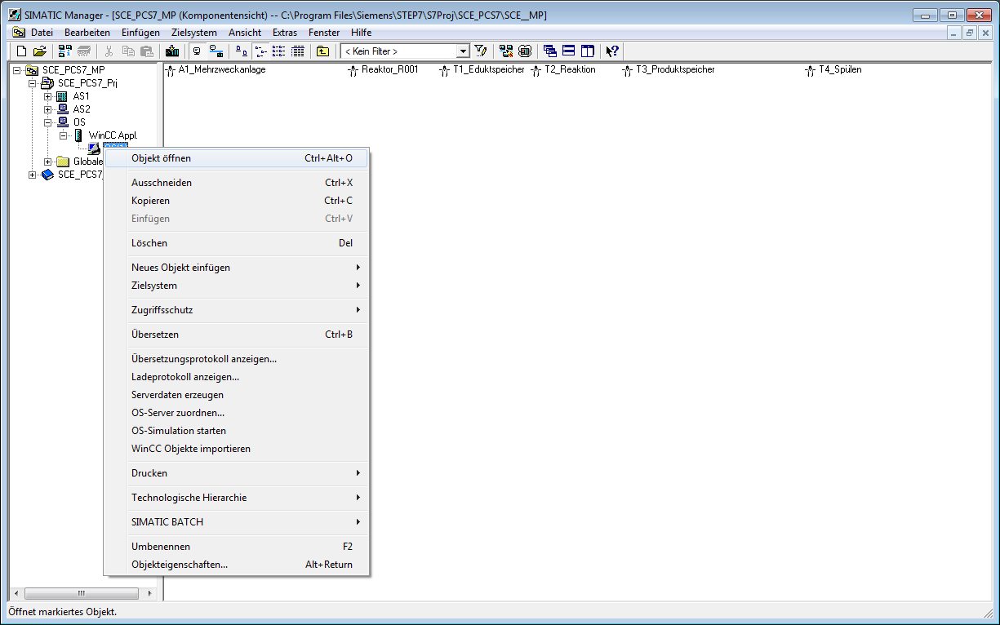 SIMATIC Manager - [SCE_PCS7_MP (Komponentensicht) -- C:\Program Files\Siemens\STEP7\S7Proj\SCE_PCS7\SCE__MP]
Datei Bearbeiten Einfügen Zielsystem Ansicht Extras Fenster Hilfe
< Kein Filter >
SCE_PCS7_MP
SCE_PCS7_Prj
AS1
AS2
OS
WinCC Appl.
Globale
SCE_PCS7_
A1_Mehrzweckanlage Reaktor_R001 T1_Eduktspeicher T2_Reaktion T3_Produktspeicher T4_Spülen
Objekt öffnen Ctrl+Alt+O
Ausschneiden Ctrl+X
Kopieren Ctrl+C
Einfügen Ctrl+V
Löschen Del
Neues Objekt einfügen
Zielsystem
Zugriffsschutz
Übersetzen Ctrl+B
Übersetzungsprotokoll anzeigen...
Ladeprotokoll anzeigen...
Serverdaten erzeugen
OS-Server zuordnen...
OS-Simulation starten
WinCC Objekte importieren
Drucken
Technologische Hierarchie
SIMATIC BATCH
Umbenennen F2
Objekteigenschaften... Alt+Return
Öffnet markiertes Objekt.